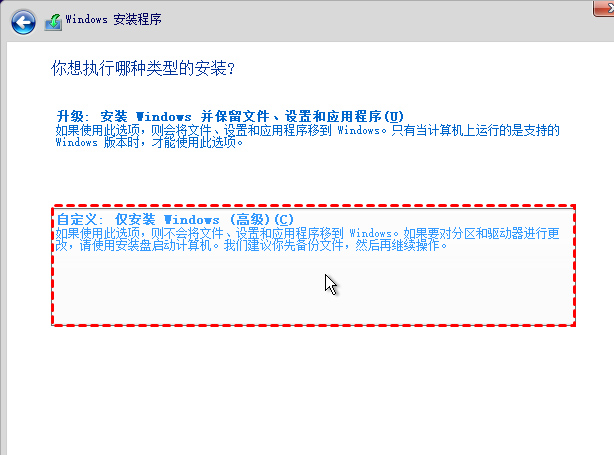 Windows 安装程序
你想执行哪种类型的安装?
升级: 安装 Windows 并保留文件、设置和应用程序(U)
如果使用此选项，则会将文件、设置和应用程序移到 Windows。只有当计算机上运行的是支持的
Windows 版本时，才能使用此选项。
自定义: 仅安装 Windows (高级)(C)
如果使用此选项，则不会将文件、设置和应用程序移到 Windows。如果要对分区和驱动器进行更
改，请使用安装盘启动计算机。我们建议你先备份文件，然后再继续操作。